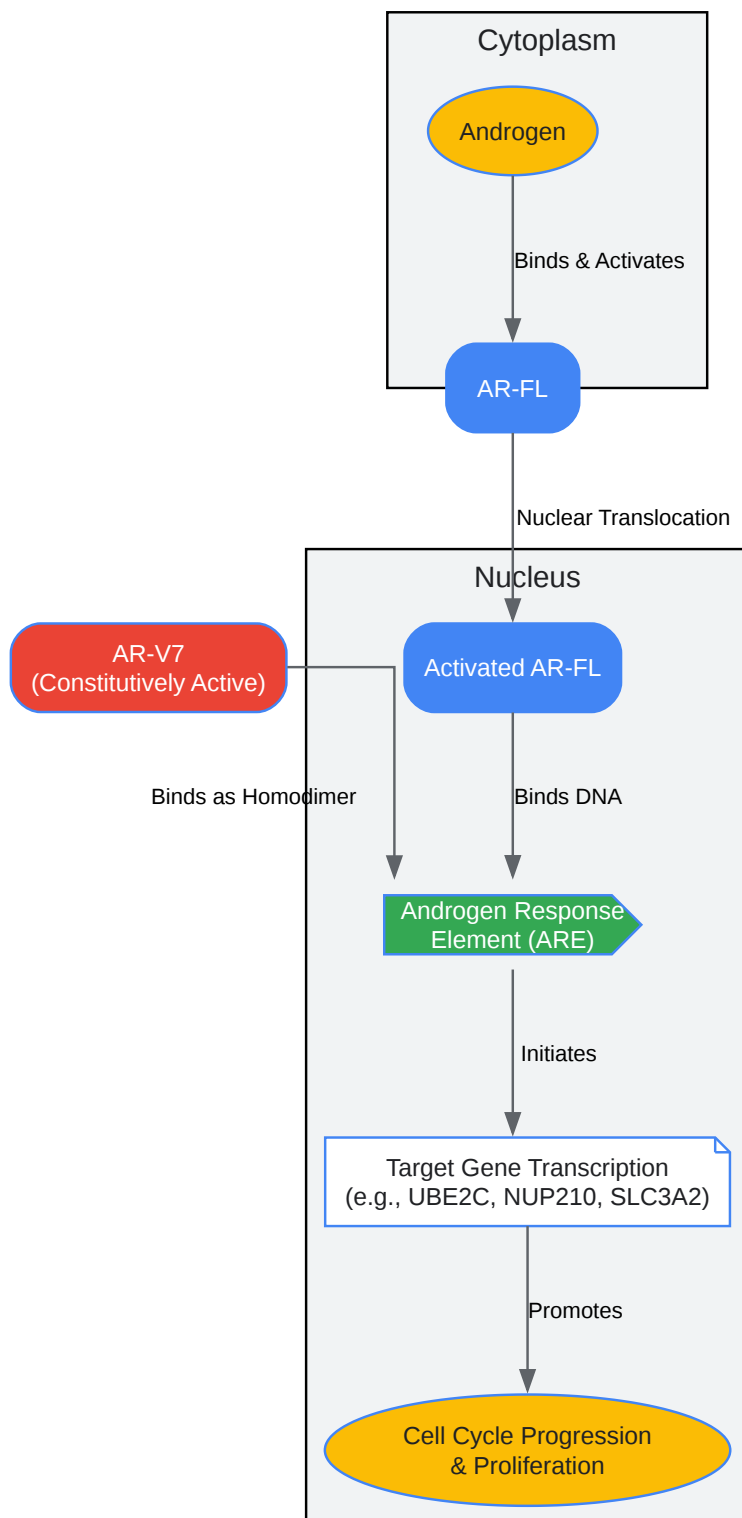 Cytoplasm
Androgen
Binds & Activates
AR-FL
Nuclear Translocation
Nucleus
AR-V7
(Constitutively Active)
Activated AR-FL
Binds as Homodimer
Binds DNA
Androgen Response
Element (ARE)
Initiates
Target Gene Transcription
(e.g., UBE2C, NUP210, SLC3A2)
Promotes
Cell Cycle Progression
& Proliferation